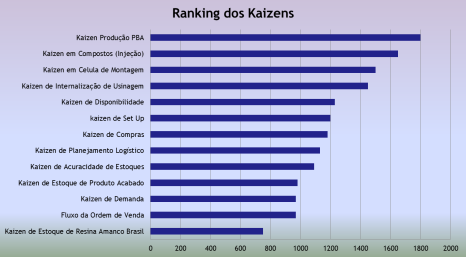 Ranking dos Kaizens
Kaizen Produção PBA
Kaizen em Compostos (Injeção)
Kaizen em Celula de Montagem
Kaizen de Internalização de Usinagem
Kaizen de Disponibilidade
kaizen de Set Up
Kaizen de Compras
Kaizen de Planejamento Logístico
Kaizen de Acuracidade de Estoques
Kaizen de Estoque de Produto Acabado
Kaizen de Demanda
Fluxo da Ordem de Venda
Kaizen de Estoque de Resina Amanco Brasil
0 200 400 600 800 1000 1200 1400 1600 1800 2000